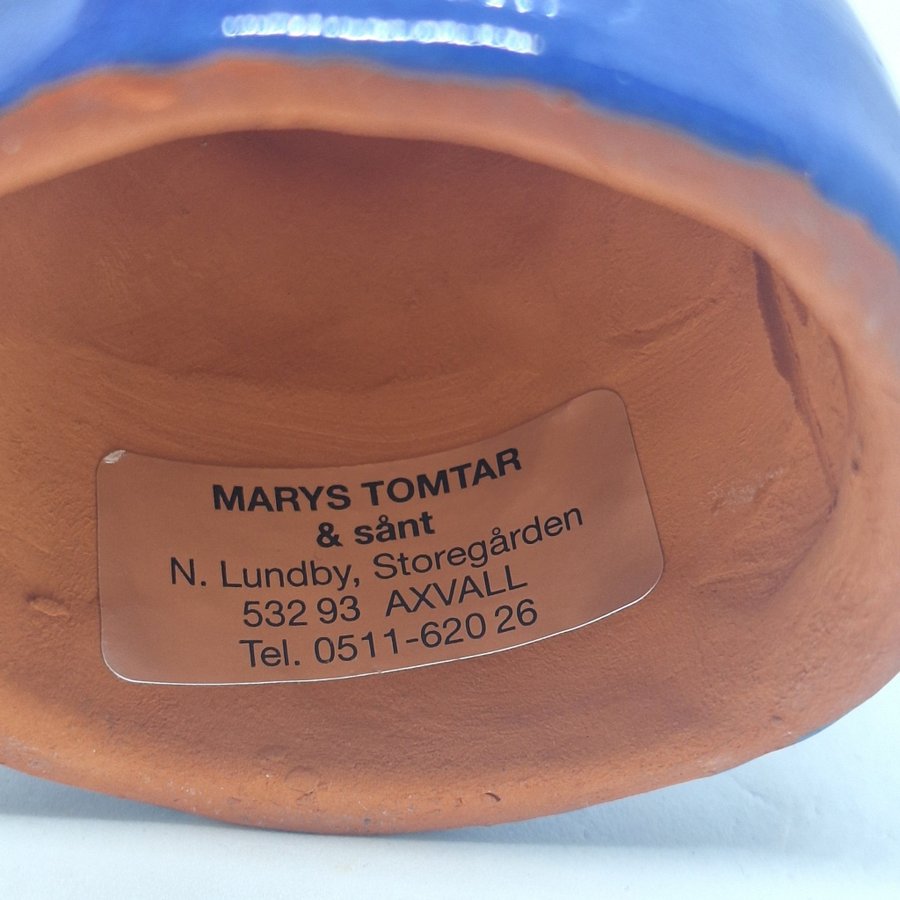 MARYS TOMTAR
& sånt
N. Lundby, Storegården
532 93 AXVALL
Tel. 0511-620 26